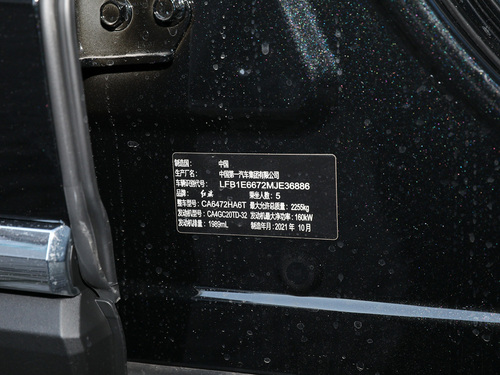 制造国： 中国
生产厂名： 中国第一汽车集团有限公司
车辆识别代号： LFB1E6672MJE36886
品牌： 红旗 乘坐人数：5
整车型号：CA6472HA6T 最大允许总质量：2255kg
发动机型号：CA4GC20TD-32 发动机最大净功率：160kW
发动机排量：1989mL 制造年月：2021年 10月